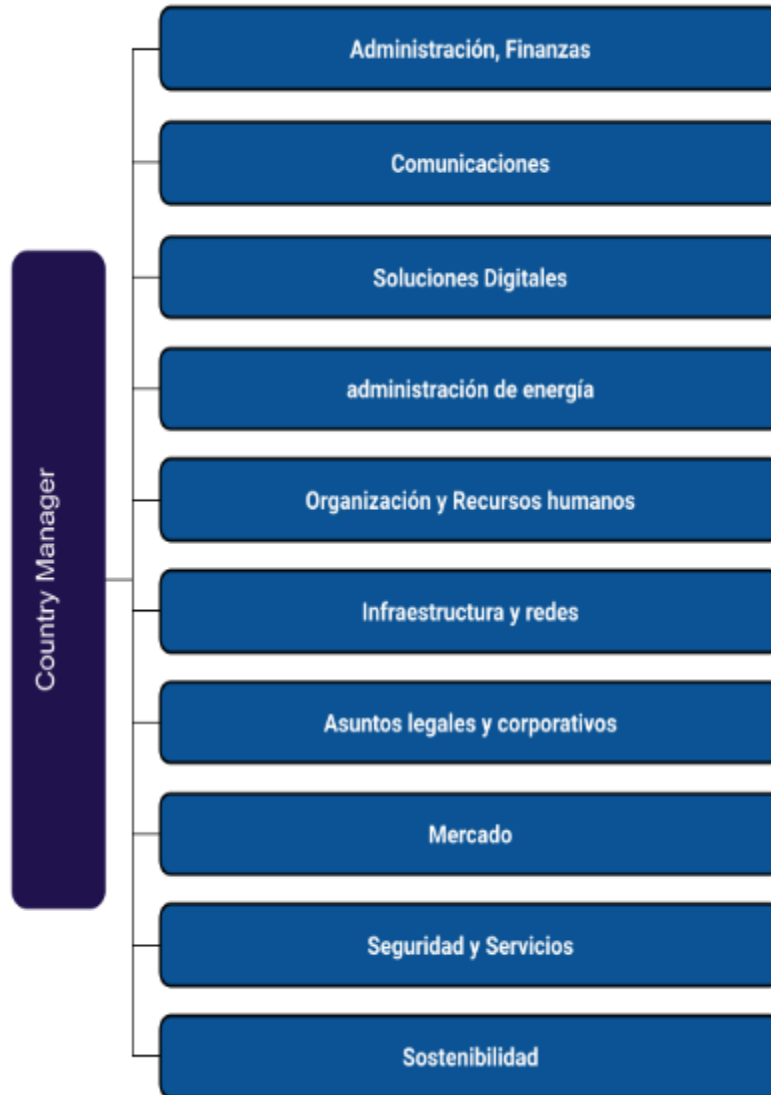 Administración, Finanzas
Comunicaciones
Soluciones Digitales
administración de energía
Organización y Recursos humanos
Country Manager
Infraestructura y redes
Asuntos legales y corporativos
Mercado
Seguridad y Servicios
Sostenibilidad